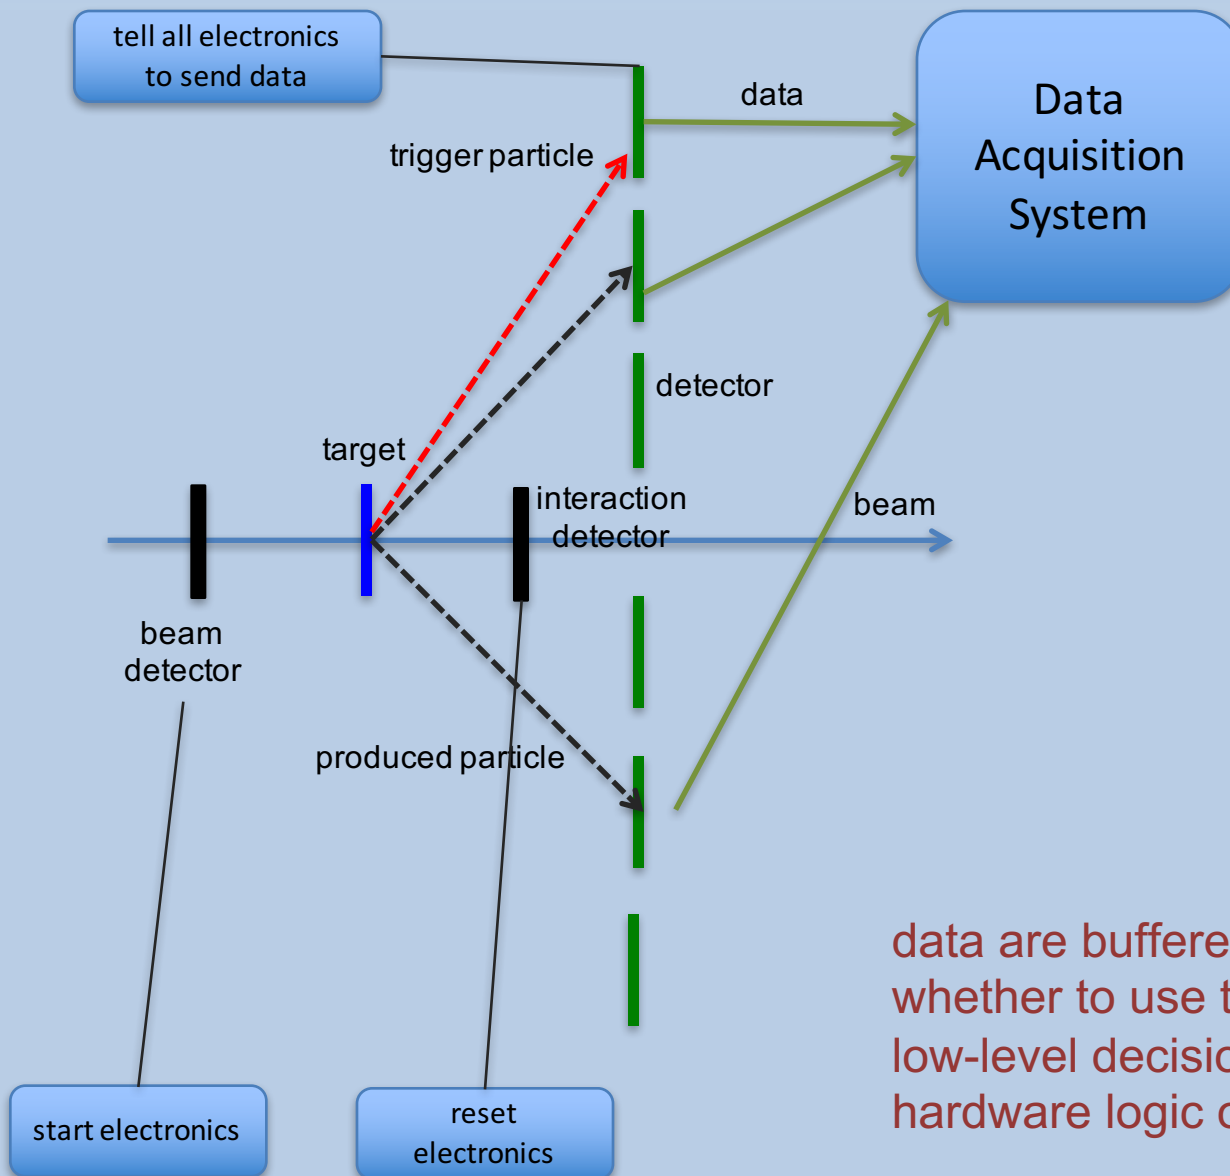 tell all electronics
to send data
data
Data
Acquisition
System
trigger particle
detector
target
interaction
detector
beam
beam
detector
produced particle
data are buffere
whether to use t
low-level decisio
hardware logic
start electronics
reset
electronics